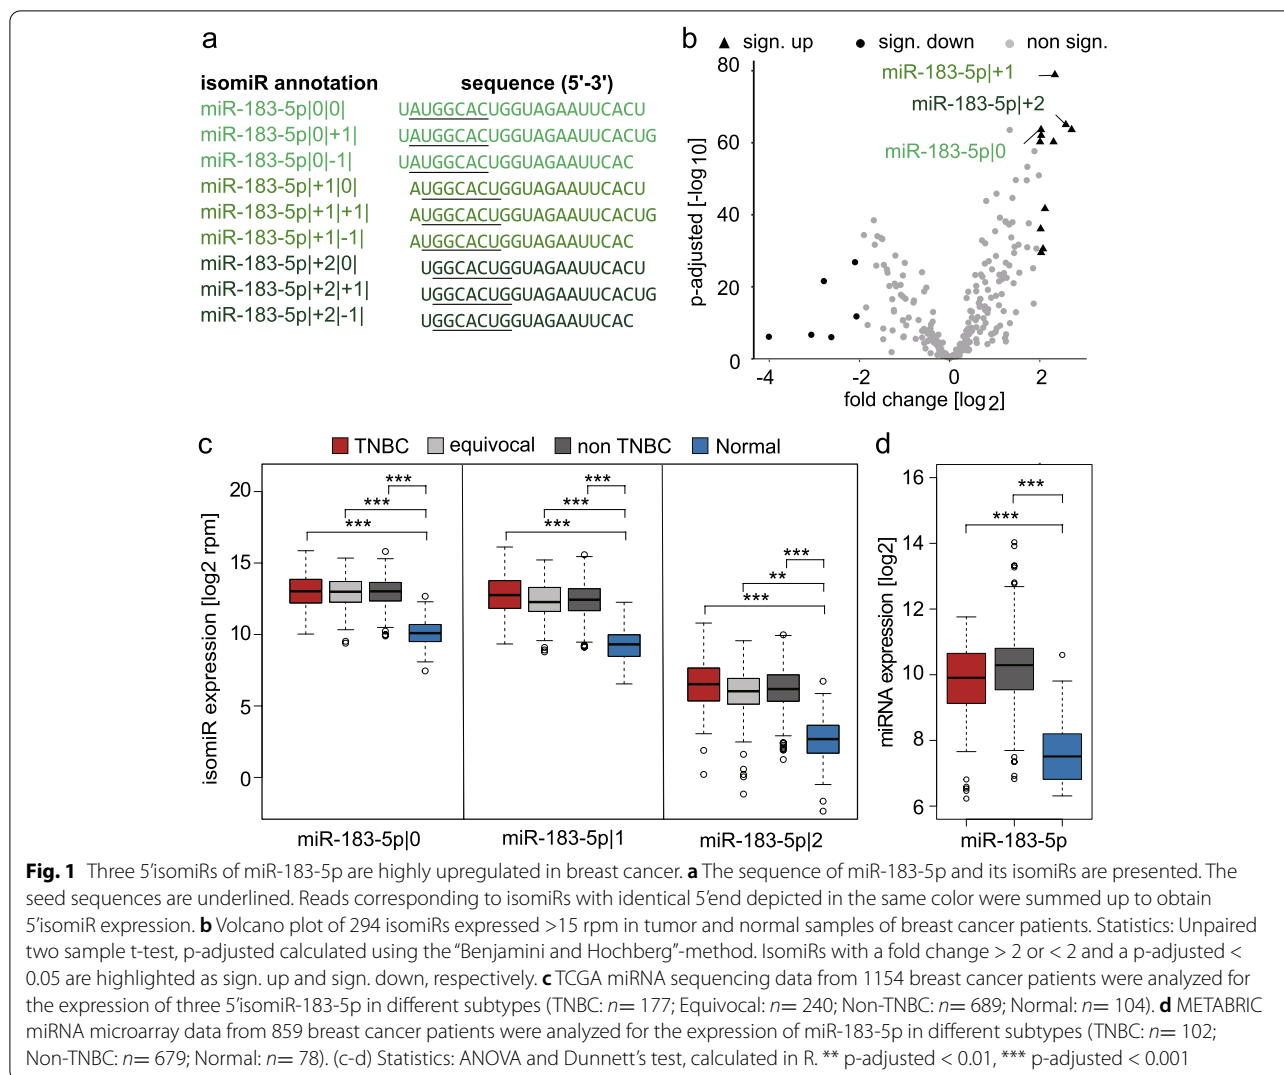 a
isomiR annotation sequence (5'-3')
miR-183-5p|0|0| UAUGGCACUGGUAGAAUUCACU
miR-183-5p|0|+1| UAUGGCACUGGUAGAAUUCACUG
miR-183-5p|0|-1| UAUGGCACUGGUAGAAUUCAC
miR-183-5p|+1|0| AUGGCACUGGUAGAAUUCACU
miR-183-5p|+1|+1| AUGGCACUGGUAGAAUUCACUG
miR-183-5p|+1|-1| AUGGCACUGGUAGAAUUCAC
miR-183-5p|+2|0| UGGCACUGGUAGAAUUCACU
miR-183-5p|+2|+1| UGGCACUGGUAGAAUUCACUG
miR-183-5p|+2|-1| UGGCACUGGUAGAAUUCAC
b
sign. up sign. down non sign.
p-adjusted [-log10]
80
60
40
20
0
miR-183-5p|+1
miR-183-5p|+2
miR-183-5p|0
-4 -2 0 2
fold change [log2]
c
TNBC equivocal non TNBC Normal
isomiR expression [log2 rpm]
20
15
10
5
0
***
***
***
***
***
***
***
**
***
miR-183-5p|0 miR-183-5p|1 miR-183-5p|2
d
miRNA expression [log2]
16
14
12
10
8
6
***
***
miR-183-5p
Fig. 1 Three 5'isomiRs of miR-183-5p are highly upregulated in breast cancer. a The sequence of miR-183-5p and its isomiRs are presented. The
seed sequences are underlined. Reads corresponding to isomiRs with identical 5'end depicted in the same color were summed up to obtain
5'isomiR expression. b Volcano plot of 294 isomiRs expressed >15 rpm in tumor and normal samples of breast cancer patients. Statistics: Unpaired
two sample t-test, p-adjusted calculated using the “Benjamini and Hochberg”-method. IsomiRs with a fold change > 2 or < 2 and a p-adjusted <
0.05 are highlighted as sign. up and sign. down, respectively. c TCGA miRNA sequencing data from 1154 breast cancer patients were analyzed for
the expression of three 5'isomiR-183-5p in different subtypes (TNBC: n= 177; Equivocal: n= 240; Non-TNBC: n= 689; Normal: n= 104). d METABRIC
miRNA microarray data from 859 breast cancer patients were analyzed for the expression of miR-183-5p in different subtypes (TNBC: n= 102;
Non-TNBC: n= 679; Normal: n= 78). (c-d) Statistics: ANOVA and Dunnett's test, calculated in R. ** p-adjusted < 0.01, *** p-adjusted < 0.001